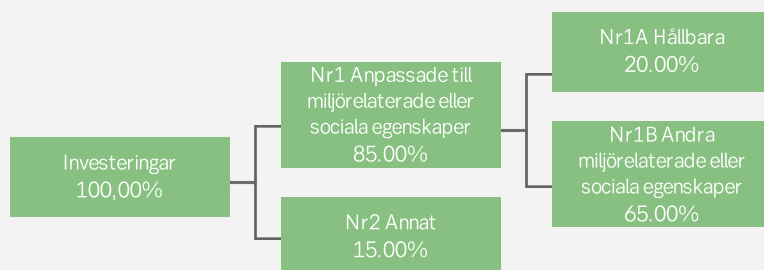 Investeringar
100,00%
Nr1 Anpassade till
miljörelaterade eller
sociala egenskaper
85.00%
Nr2 Annat
15.00%
Nr1A Hållbara
20.00%
Nr1B Andra
miljörelaterade eller
sociala egenskaper
65.00%